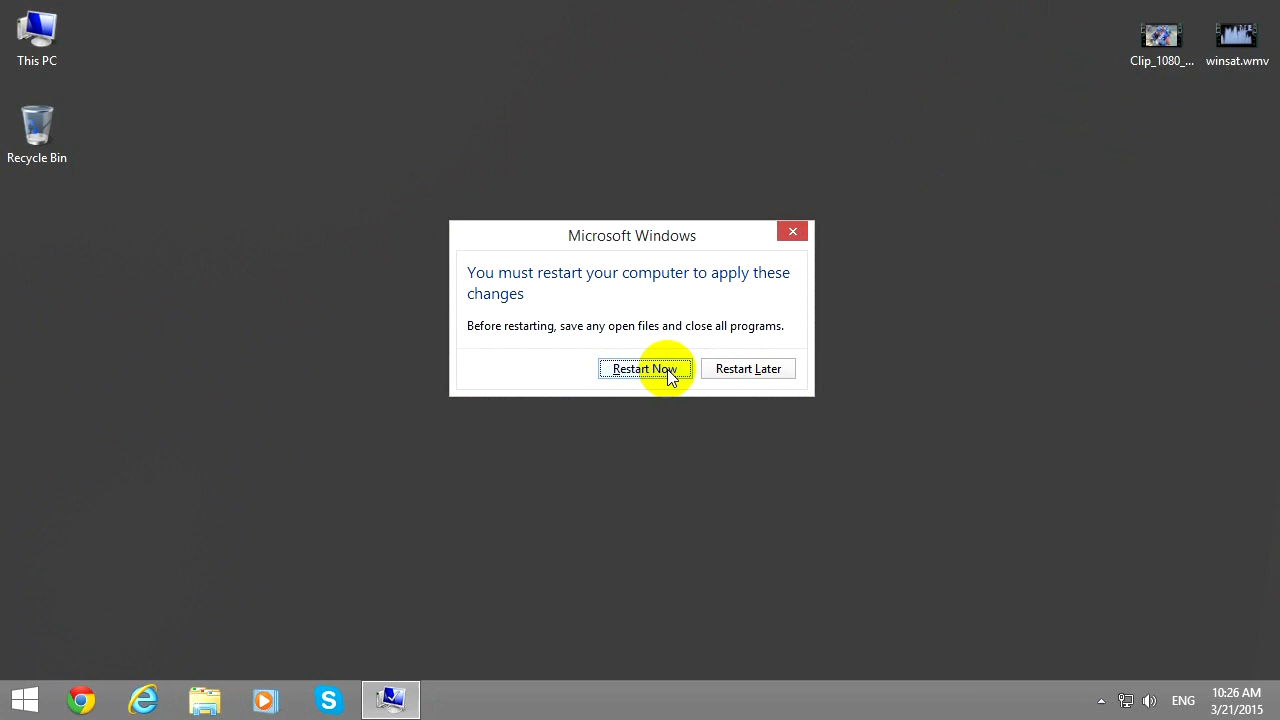 This PC
Recycle Bin
Clip_1080_...
winsat.wmv
Microsoft Windows
You must restart your computer to apply these
changes
Before restarting, save any open files and close all programs.
Restart Now
Restart Later
ENG
10:26 AM
3/21/2015